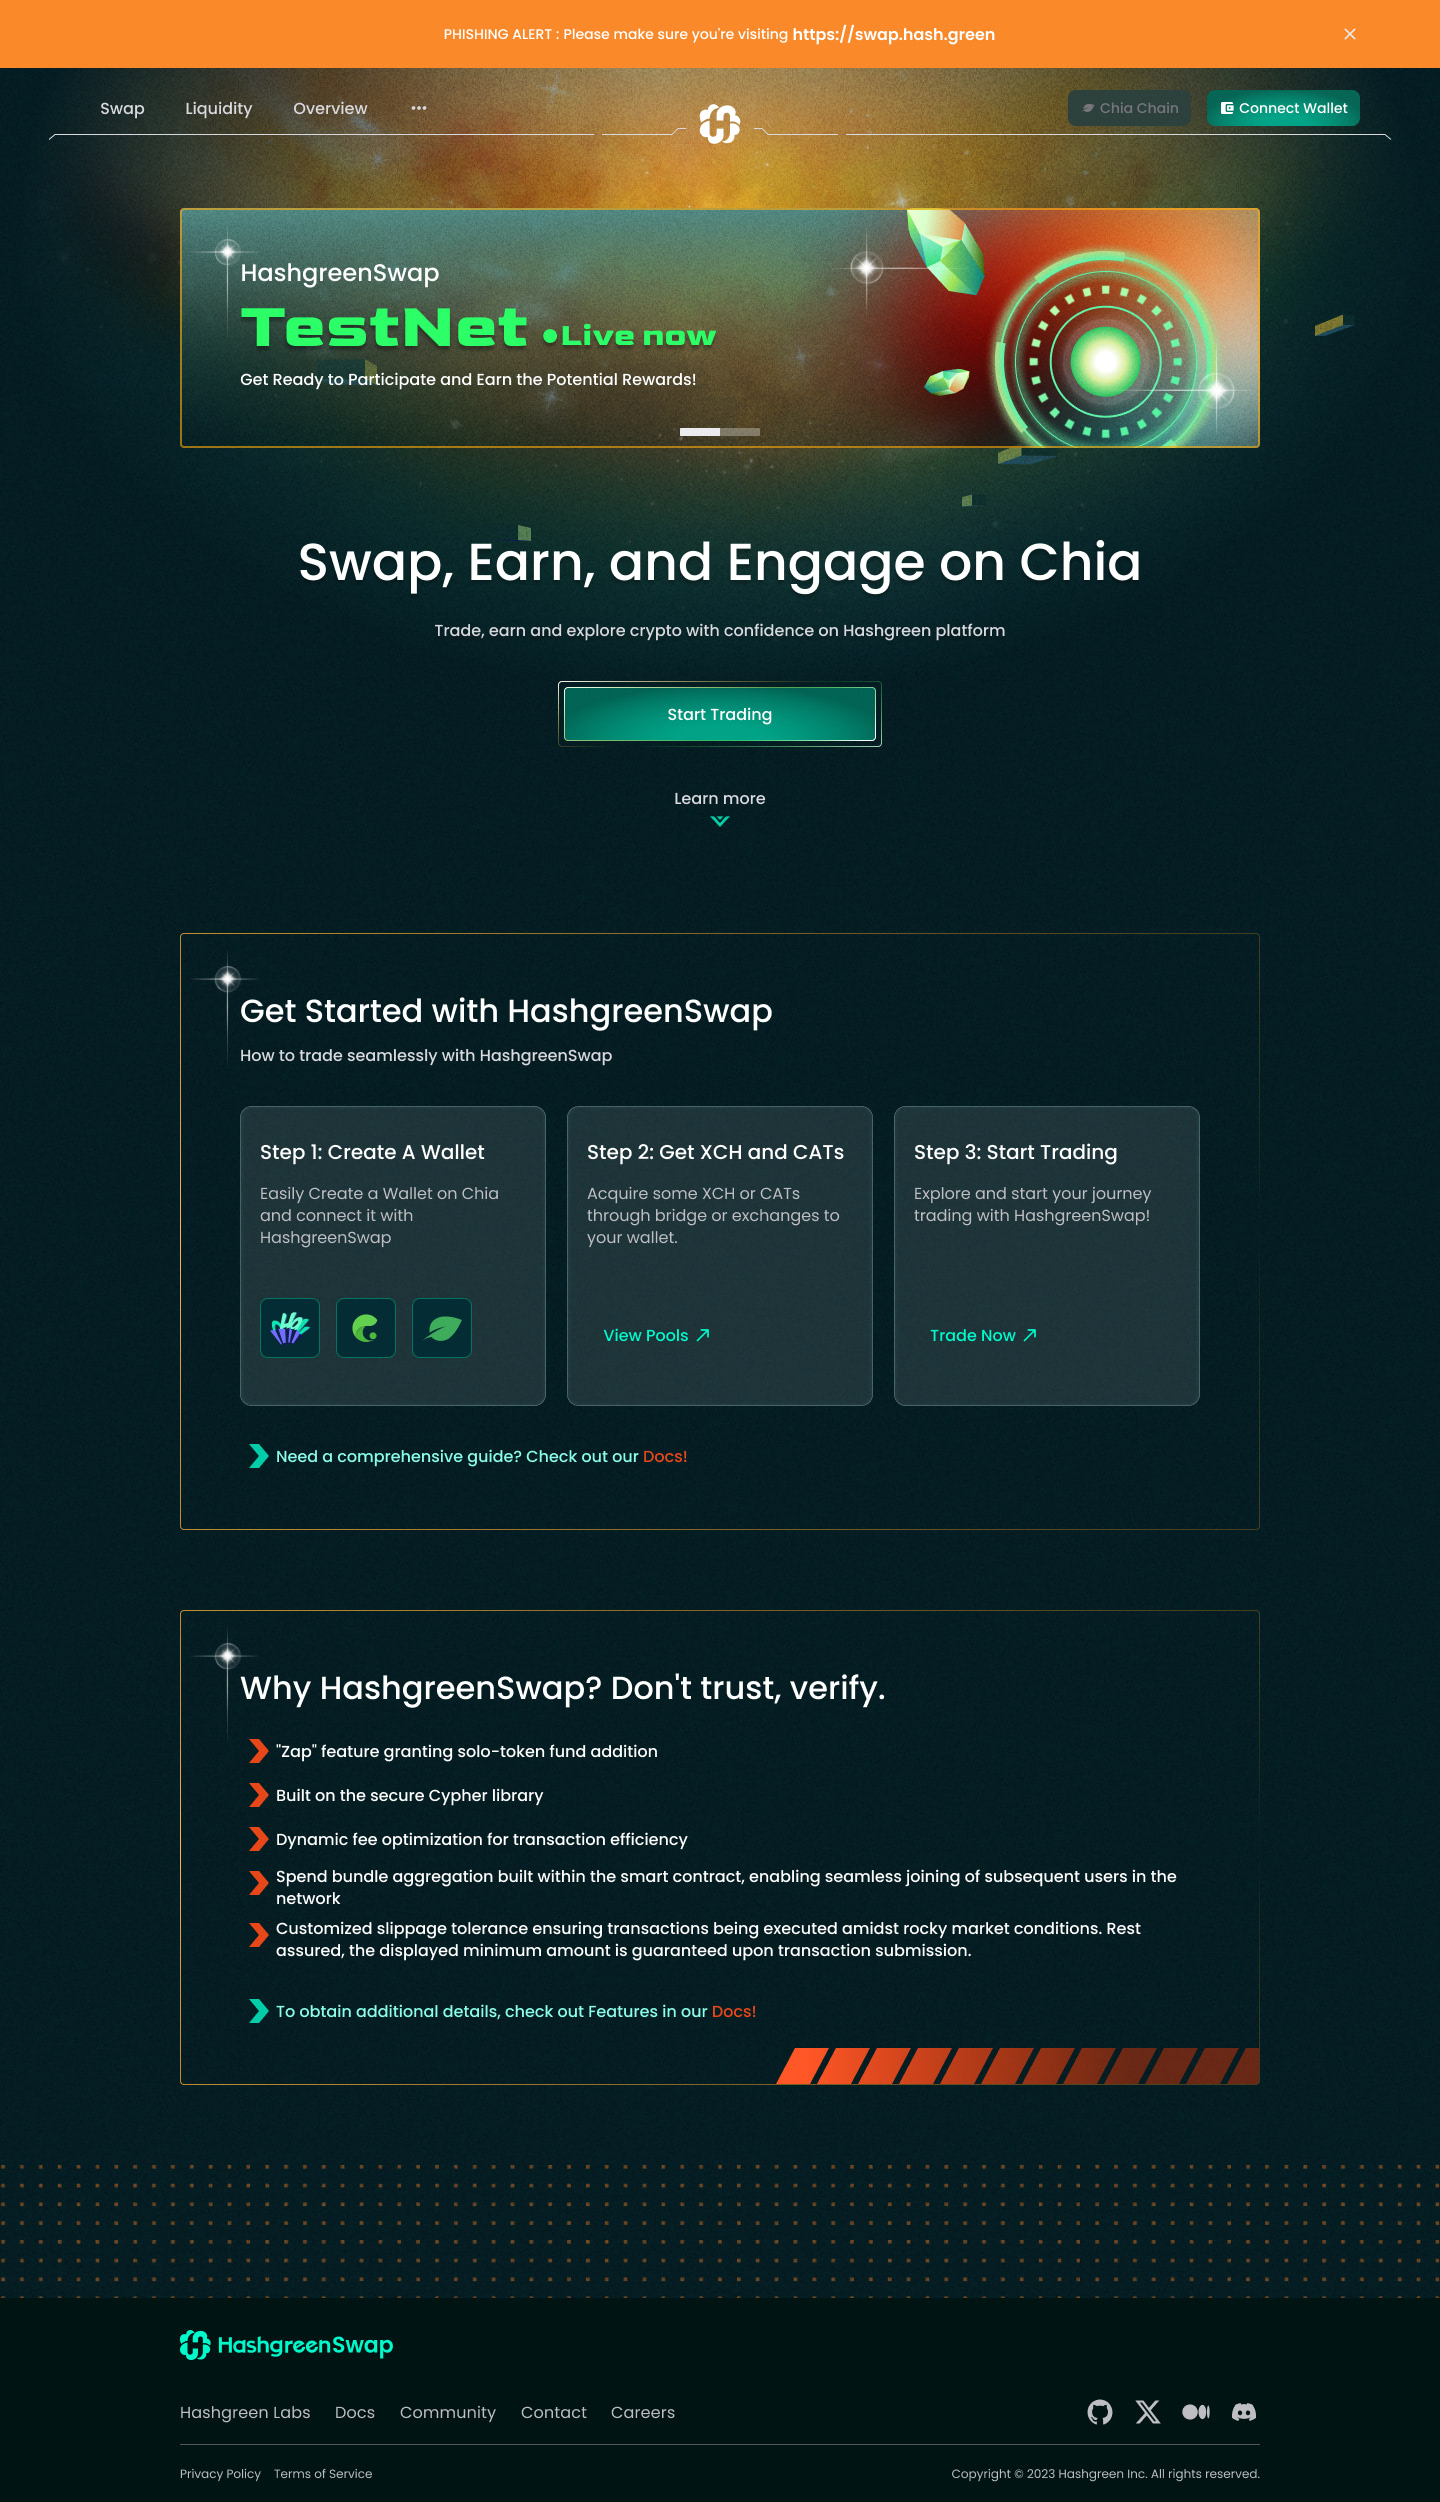 PHISHING ALERT : Please make sure you're visiting https://swap.hash.green
Swap
Liquidity
Overview
Chia Chain
Connect Wallet
HashgreenSwap
TestNet •Live now
Get Ready to Participate and Earn the Potential Rewards!
Swap, Earn, and Engage on Chia
Trade, earn and explore crypto with confidence on Hashgreen platform
Start Trading
Learn more
Get Started with HashgreenSwap
How to trade seamlessly with HashgreenSwap
Step 1: Create A Wallet
Easily Create a Wallet on Chia
and connect it with
HashgreenSwap
Step 2: Get XCH and CATs
Acquire some XCH or CATs
through bridge or exchanges to
your wallet.
View Pools
Step 3: Start Trading
Explore and start your journey
trading with HashgreenSwap!
Trade Now
Need a comprehensive guide? Check out our Docs!
Why HashgreenSwap? Don't trust, verify.
"Zap" feature granting solo-token fund addition
Built on the secure Cypher library
Dynamic fee optimization for transaction efficiency
Spend bundle aggregation built within the smart contract, enabling seamless joining of subsequent users in the
network
Customized slippage tolerance ensuring transactions being executed amidst rocky market conditions. Rest
assured, the displayed minimum amount is guaranteed upon transaction submission.
To obtain additional details, check out Features in our Docs!
HashgreenSwap
Hashgreen Labs
Docs
Community
Contact
Careers
Privacy Policy
Terms of Service
Copyright © 2023 Hashgreen Inc. All rights reserved.